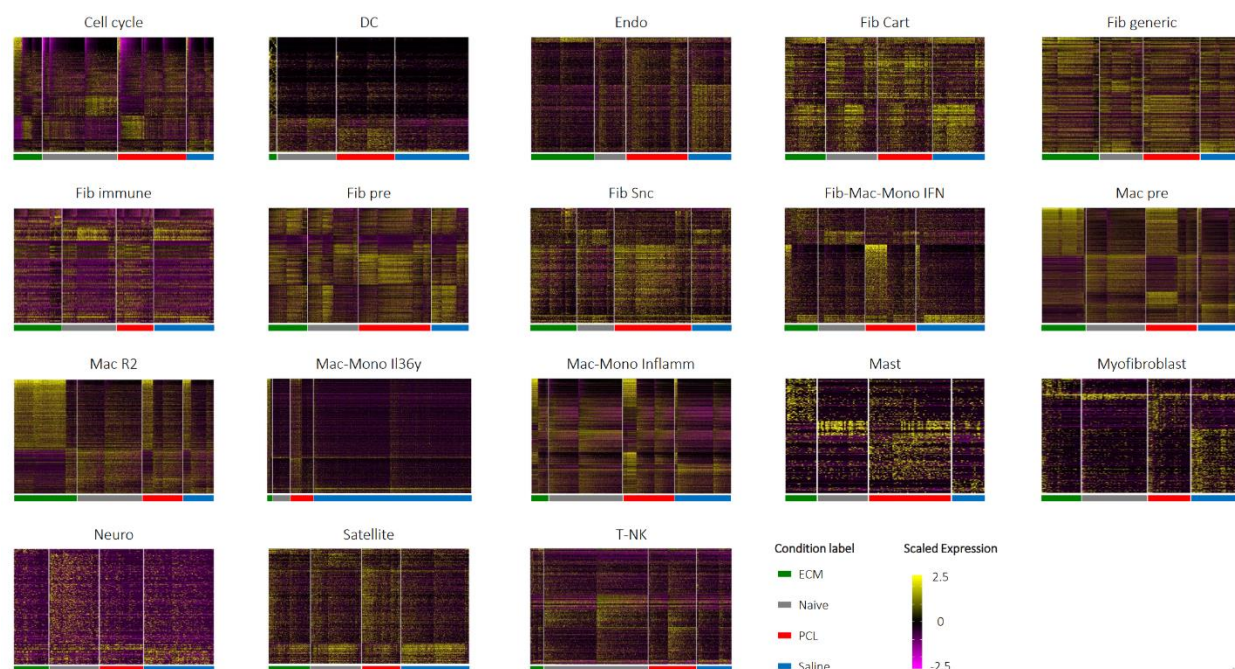 Cell cycle
DC
Endo
Fib Cart
Fib generic
Fib immune
Fib pre
Fib Snc
Fib-Mac-Mono IFN
Mac pre
Mac R2
Mac-Mono Il36y
Mac-Mono Inflamm
Mast
Myofibroblast
Neuro
Satellite
T-NK
Condition label
ECM
Naive
PCL
Saline
Scaled Expression
2.5
0
-2.5